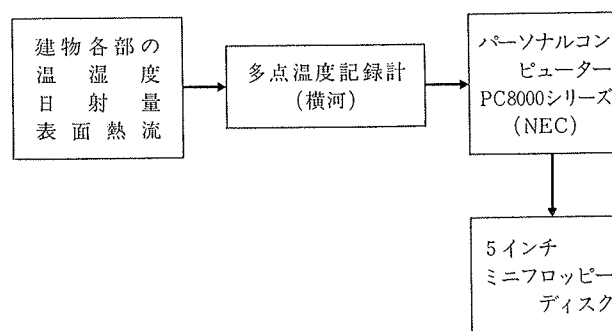 建物各部の
温湿度
日射量
表面熱流
多点温度記録計
(横河)
パーソナルコン
ピューター
PC8000シリーズ
(NEC)
5インチ
ミニフロッピー
ディスク